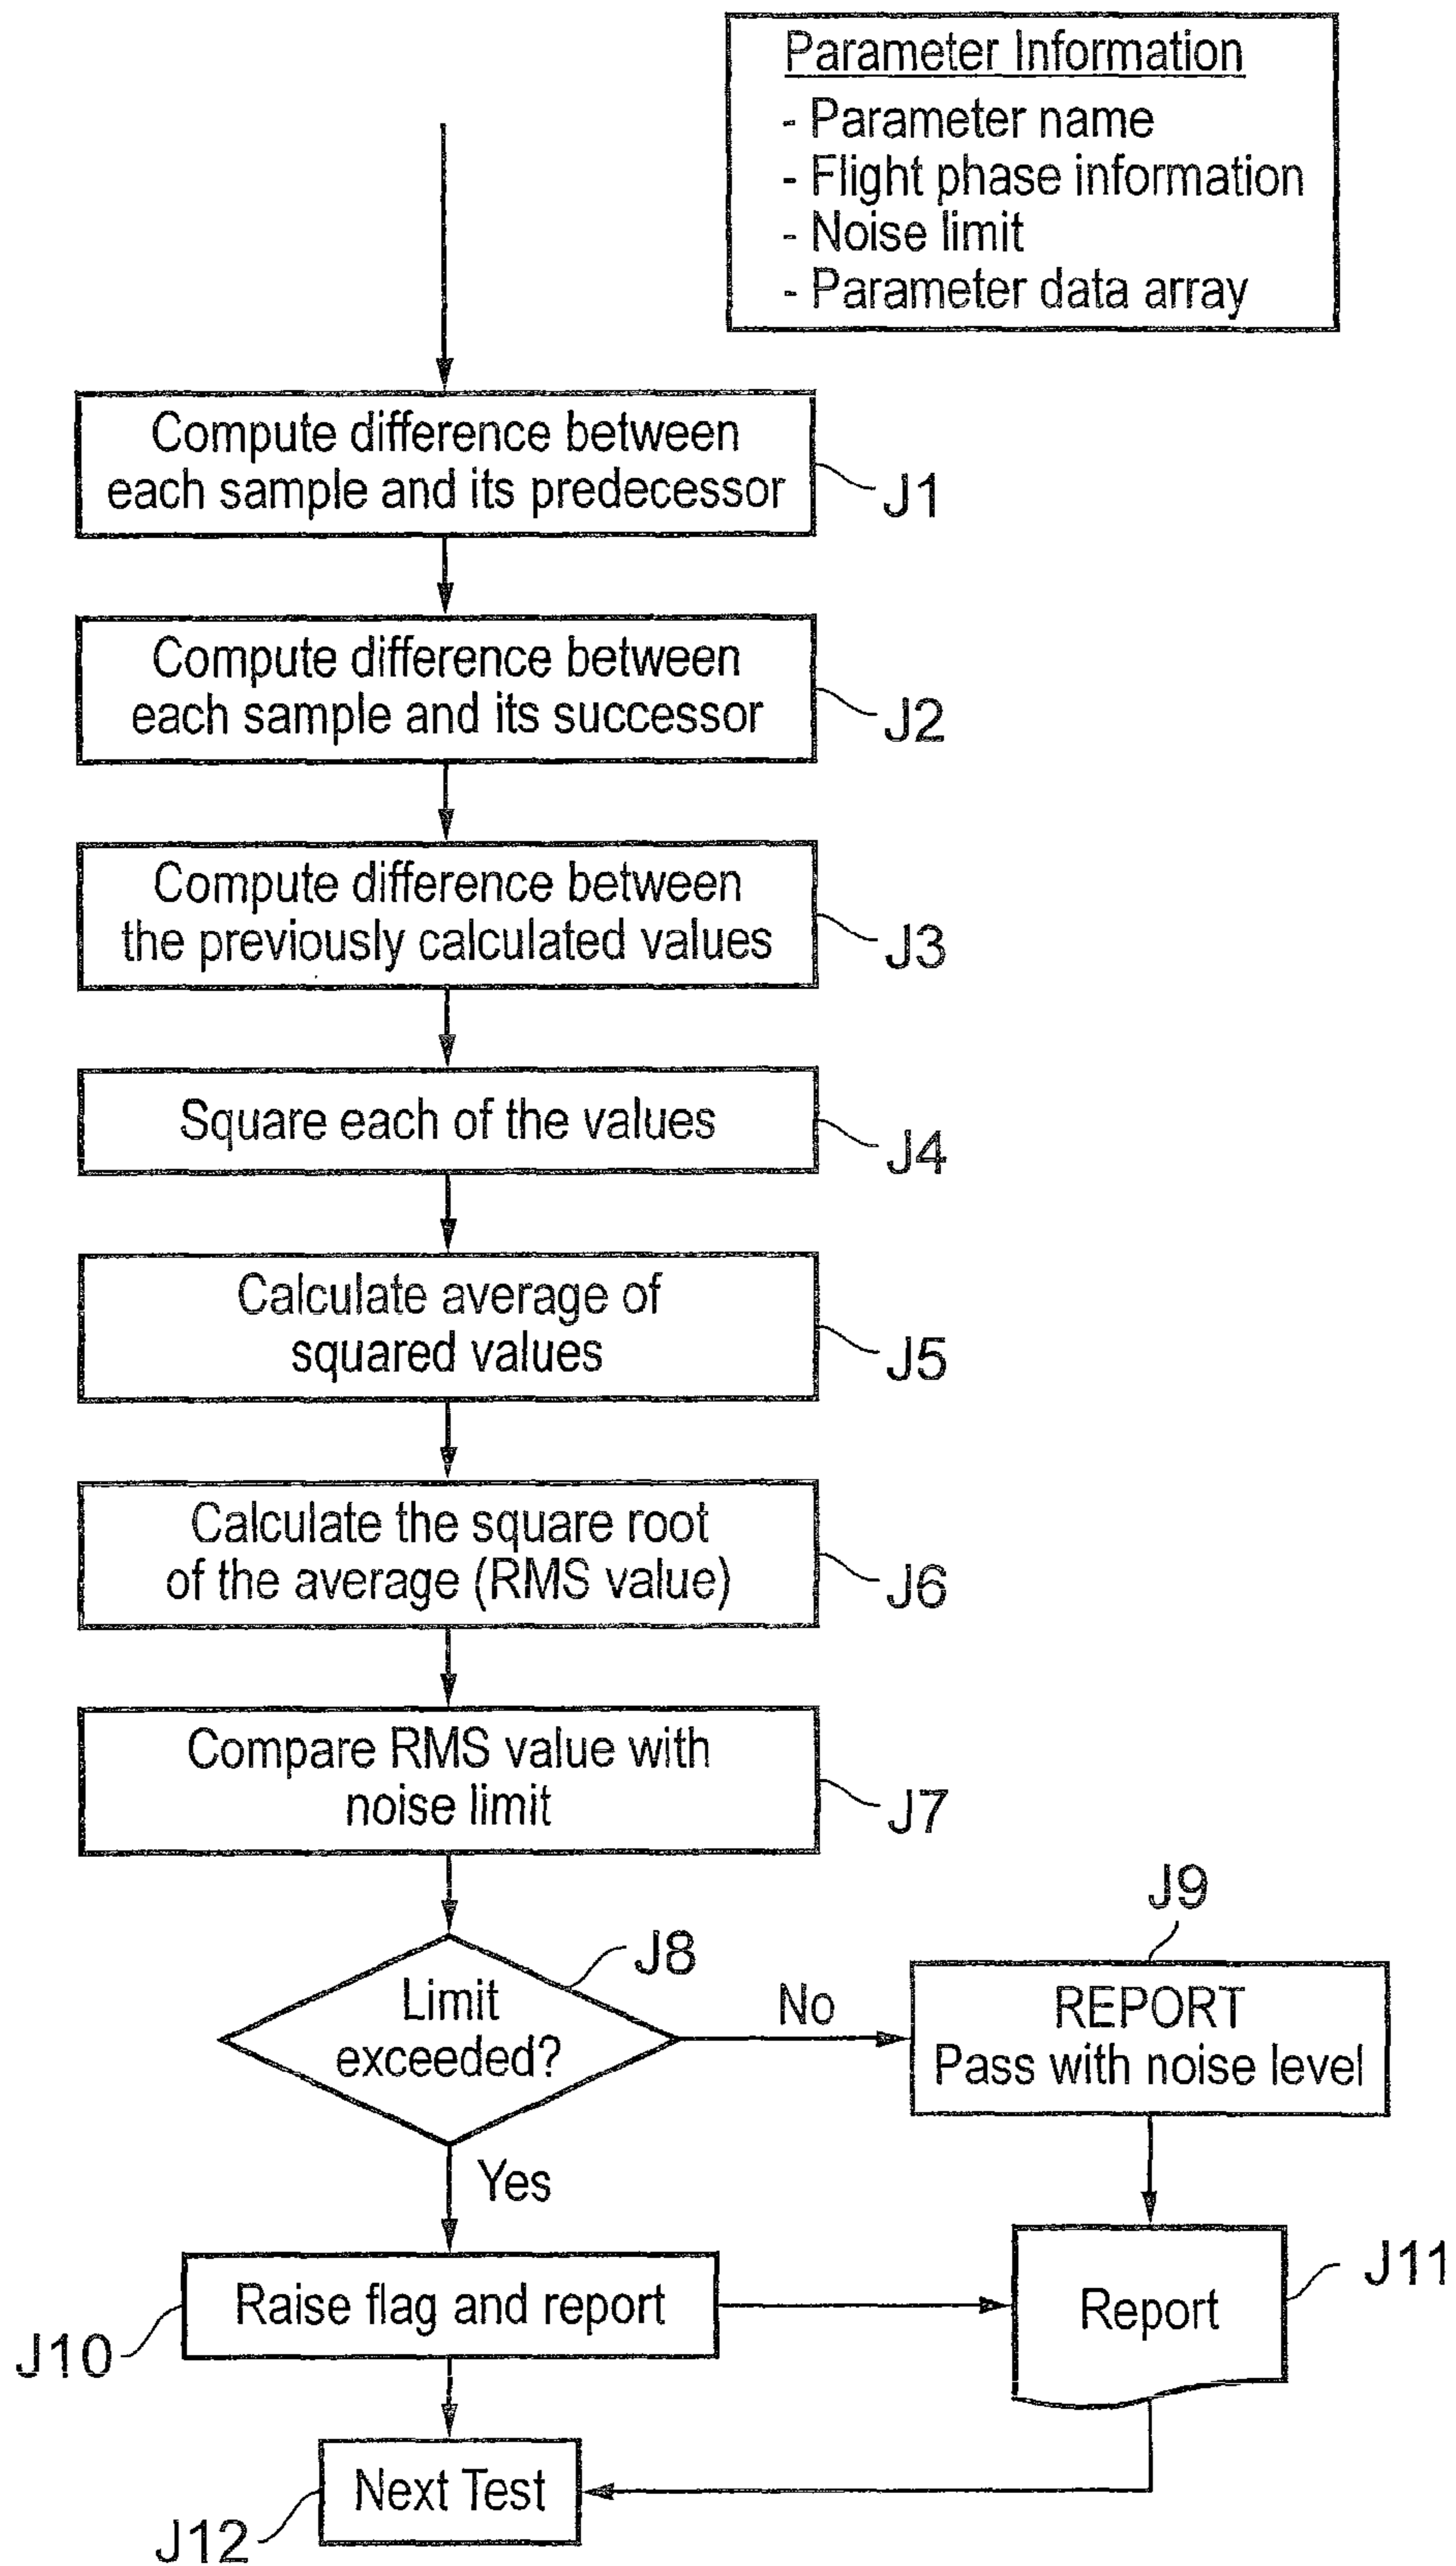 Parameter Information
- Parameter name
- Flight phase information
- Noise limit
- Parameter data array
Compute difference between
each sample and its predecessor
J1
Compute difference between
each sample and its successor
J2
Compute difference between
the previously calculated values
J3
Square each of the values
J4
Calculate average of
squared values
J5
Calculate the square root
of the average (RMS value)
J6
Compare RMS value with
noise limit
J7
Limit
exceeded?
J8
No
J9
REPORT
Pass with noise level
Yes
Raise flag and report
J10
Report
J11
Next Test
J12